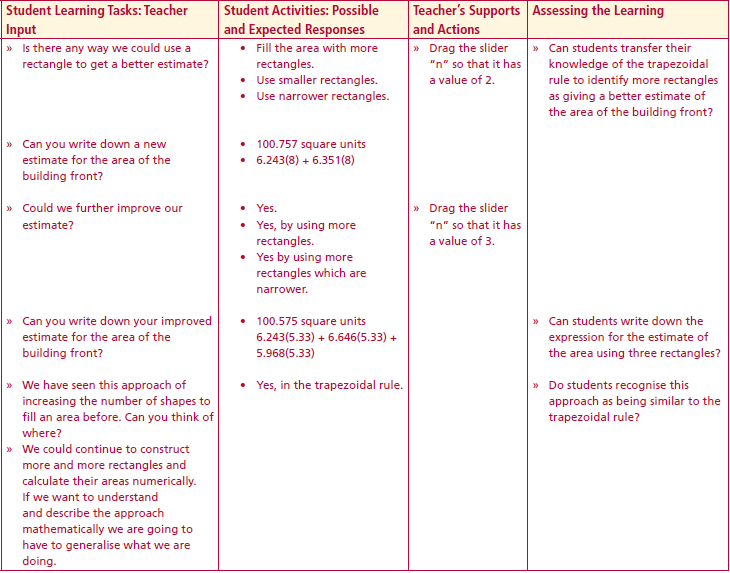 Student Learning Tasks: Teacher Input
Student Activities: Possible and Expected Responses
Teacher's Supports and Actions
Assessing the Learning
» Is there any way we could use a
rectangle to get a better estimate?
• Fill the area with more
rectangles.
• Use smaller rectangles.
• Use narrower rectangles.
» Drag the slider
"n" so that it has
a value of 2.
» Can students transfer their
knowledge of the trapezoidal
rule to identify more rectangles
as giving a better estimate of
the area of the building front?
» Can you write down a new
estimate for the area of the
building front?
• 100.757 square units
• 6.243(8) + 6.351(8)
» Could we further improve our
estimate?
• Yes.
• Yes, by using more
rectangles.
• Yes by using more
rectangles which are
narrower.
» Drag the slider
"n" so that it has
a value of 3.
» Can you write down your improved
estimate for the area of the
building front?
• 100.575 square units
6.243(5.33) + 6.646(5.33) +
5.968(5.33)
» Can students write down the
expression for the estimate of
the area using three rectangles?
» We have seen this approach of
increasing the number of shapes to
fill an area before. Can you think of
where?
• Yes, in the trapezoidal rule.
» Do students recognise this
approach as being similar to the
trapezoidal rule?
» We could continue to construct
more and more rectangles and
calculate their areas numerically.
If we want to understand
and describe the approach
mathematically we are going to
have to generalise what we are
doing.